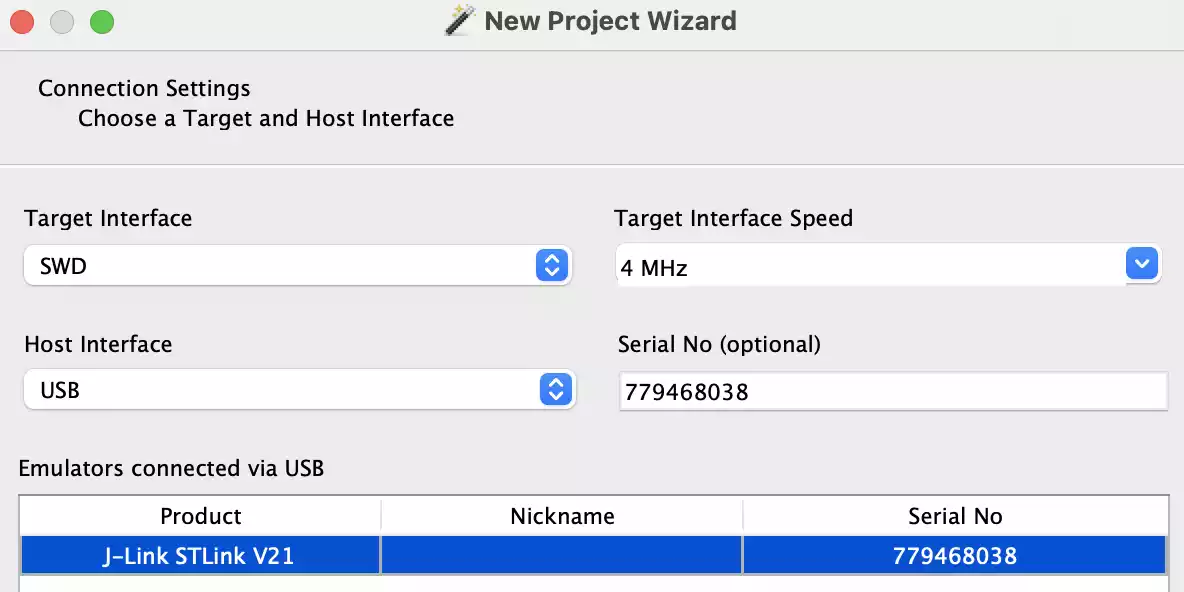 New Project Wizard
Connection Settings
Choose a Target and Host Interface
Target Interface
Target Interface Speed
SWD
4 MHz
Host Interface
Serial No (optional)
USB
779468038
Emulators connected via USB
Product Nickname Serial No
J-Link STLink V21 779468038